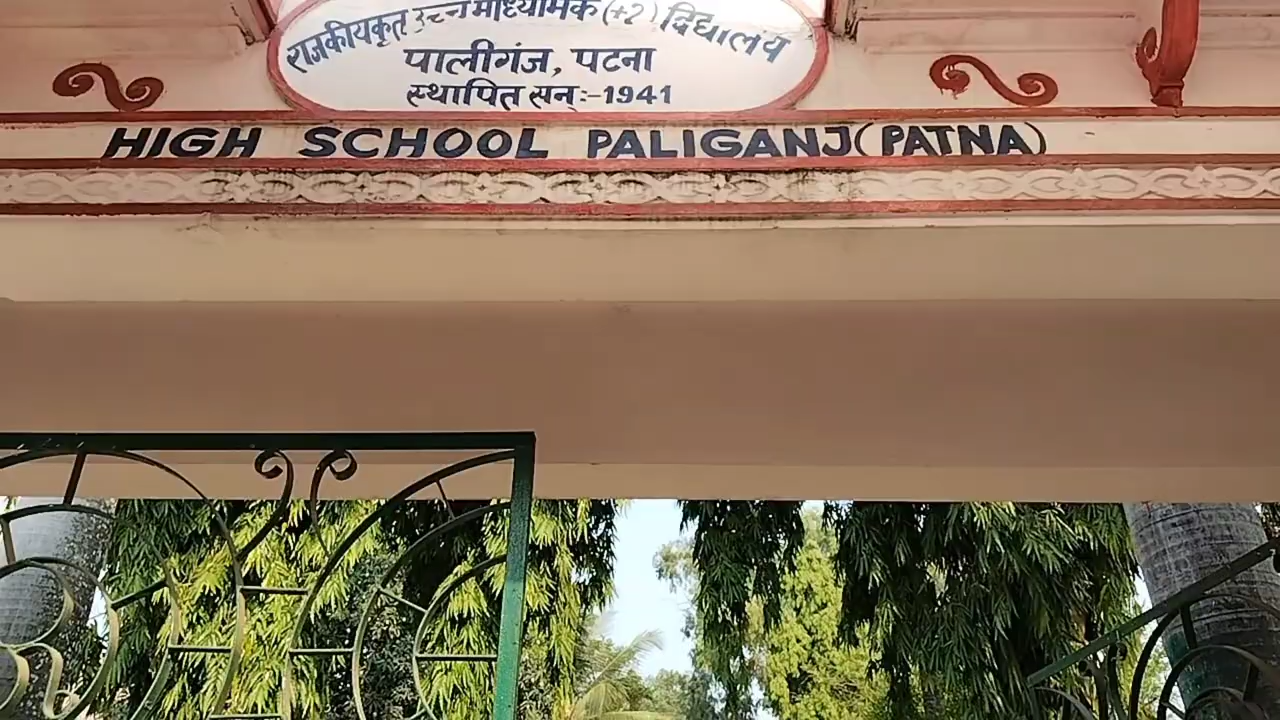 राजकीयकृत उच्च माध्यमिक (+2) विद्यालय
पालीगंज, पटना
स्थापित सन्:-1941
HIGH SCHOOL PALIGANJ(PATNA)